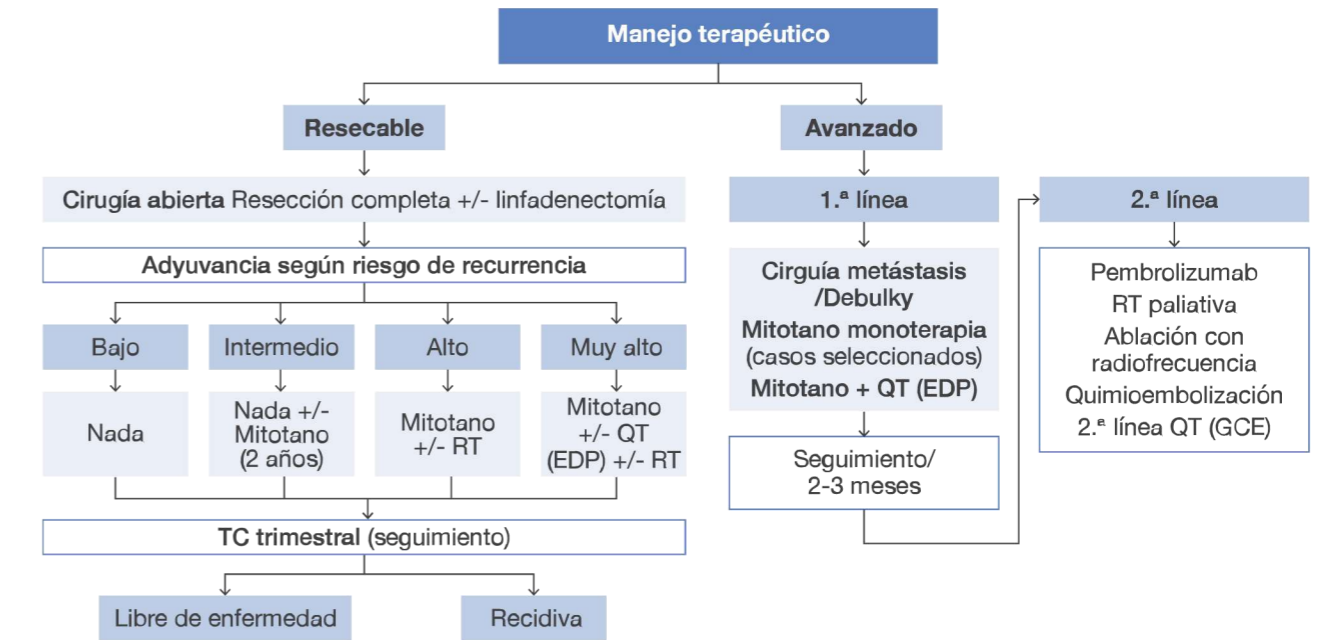 Manejo terapéutico
Resecable
Avanzado
Cirugía abierta Resección completa +/- linfadenectomía
1.ª línea
2.ª línea
Adyuvancia según riesgo de recurrencia
Cirguía metástasis
/Debulky
Mitotano monoterapia
(casos seleccionados)
Mitotano + QT (EDP)
Pembrolizumab
RT paliativa
Ablación con
radiofrecuencia
Quimioembolización
2.ª línea QT (GCE)
Bajo
Intermedio
Alto
Muy alto
Nada
Nada +/-
Mitotano
(2 años)
Mitotano
+/- RT
Mitotano
+/- QT
(EDP) +/- RT
Seguimiento/
2-3 meses
TC trimestral (seguimiento)
Libre de enfermedad
Recidiva